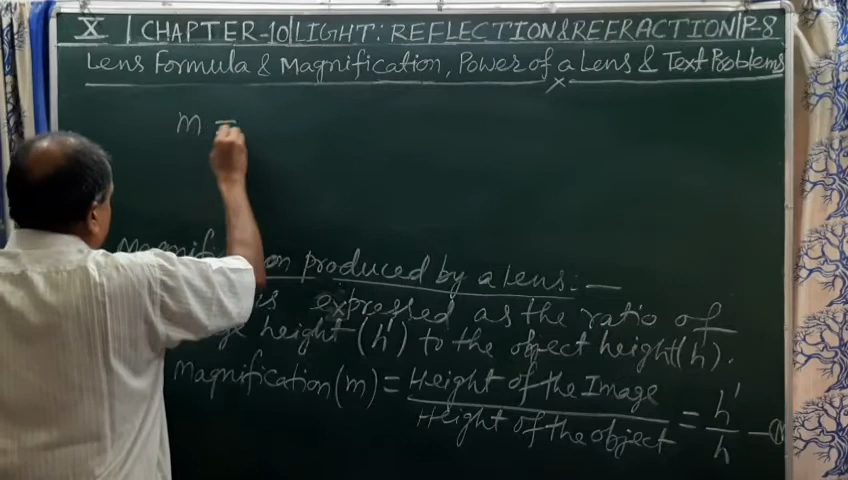 X | CHAPTER-10 | LIGHT: REFLECTION & REFRACTION | P-8
Lens Formula & Magnification, Power of a Lens & Text Problems
m =
on produced by a Lens:—
is expressed as the ratio of
height (h') to the object height (h).
Magnification (m) = Height of the Image / Height of the object = h' / h